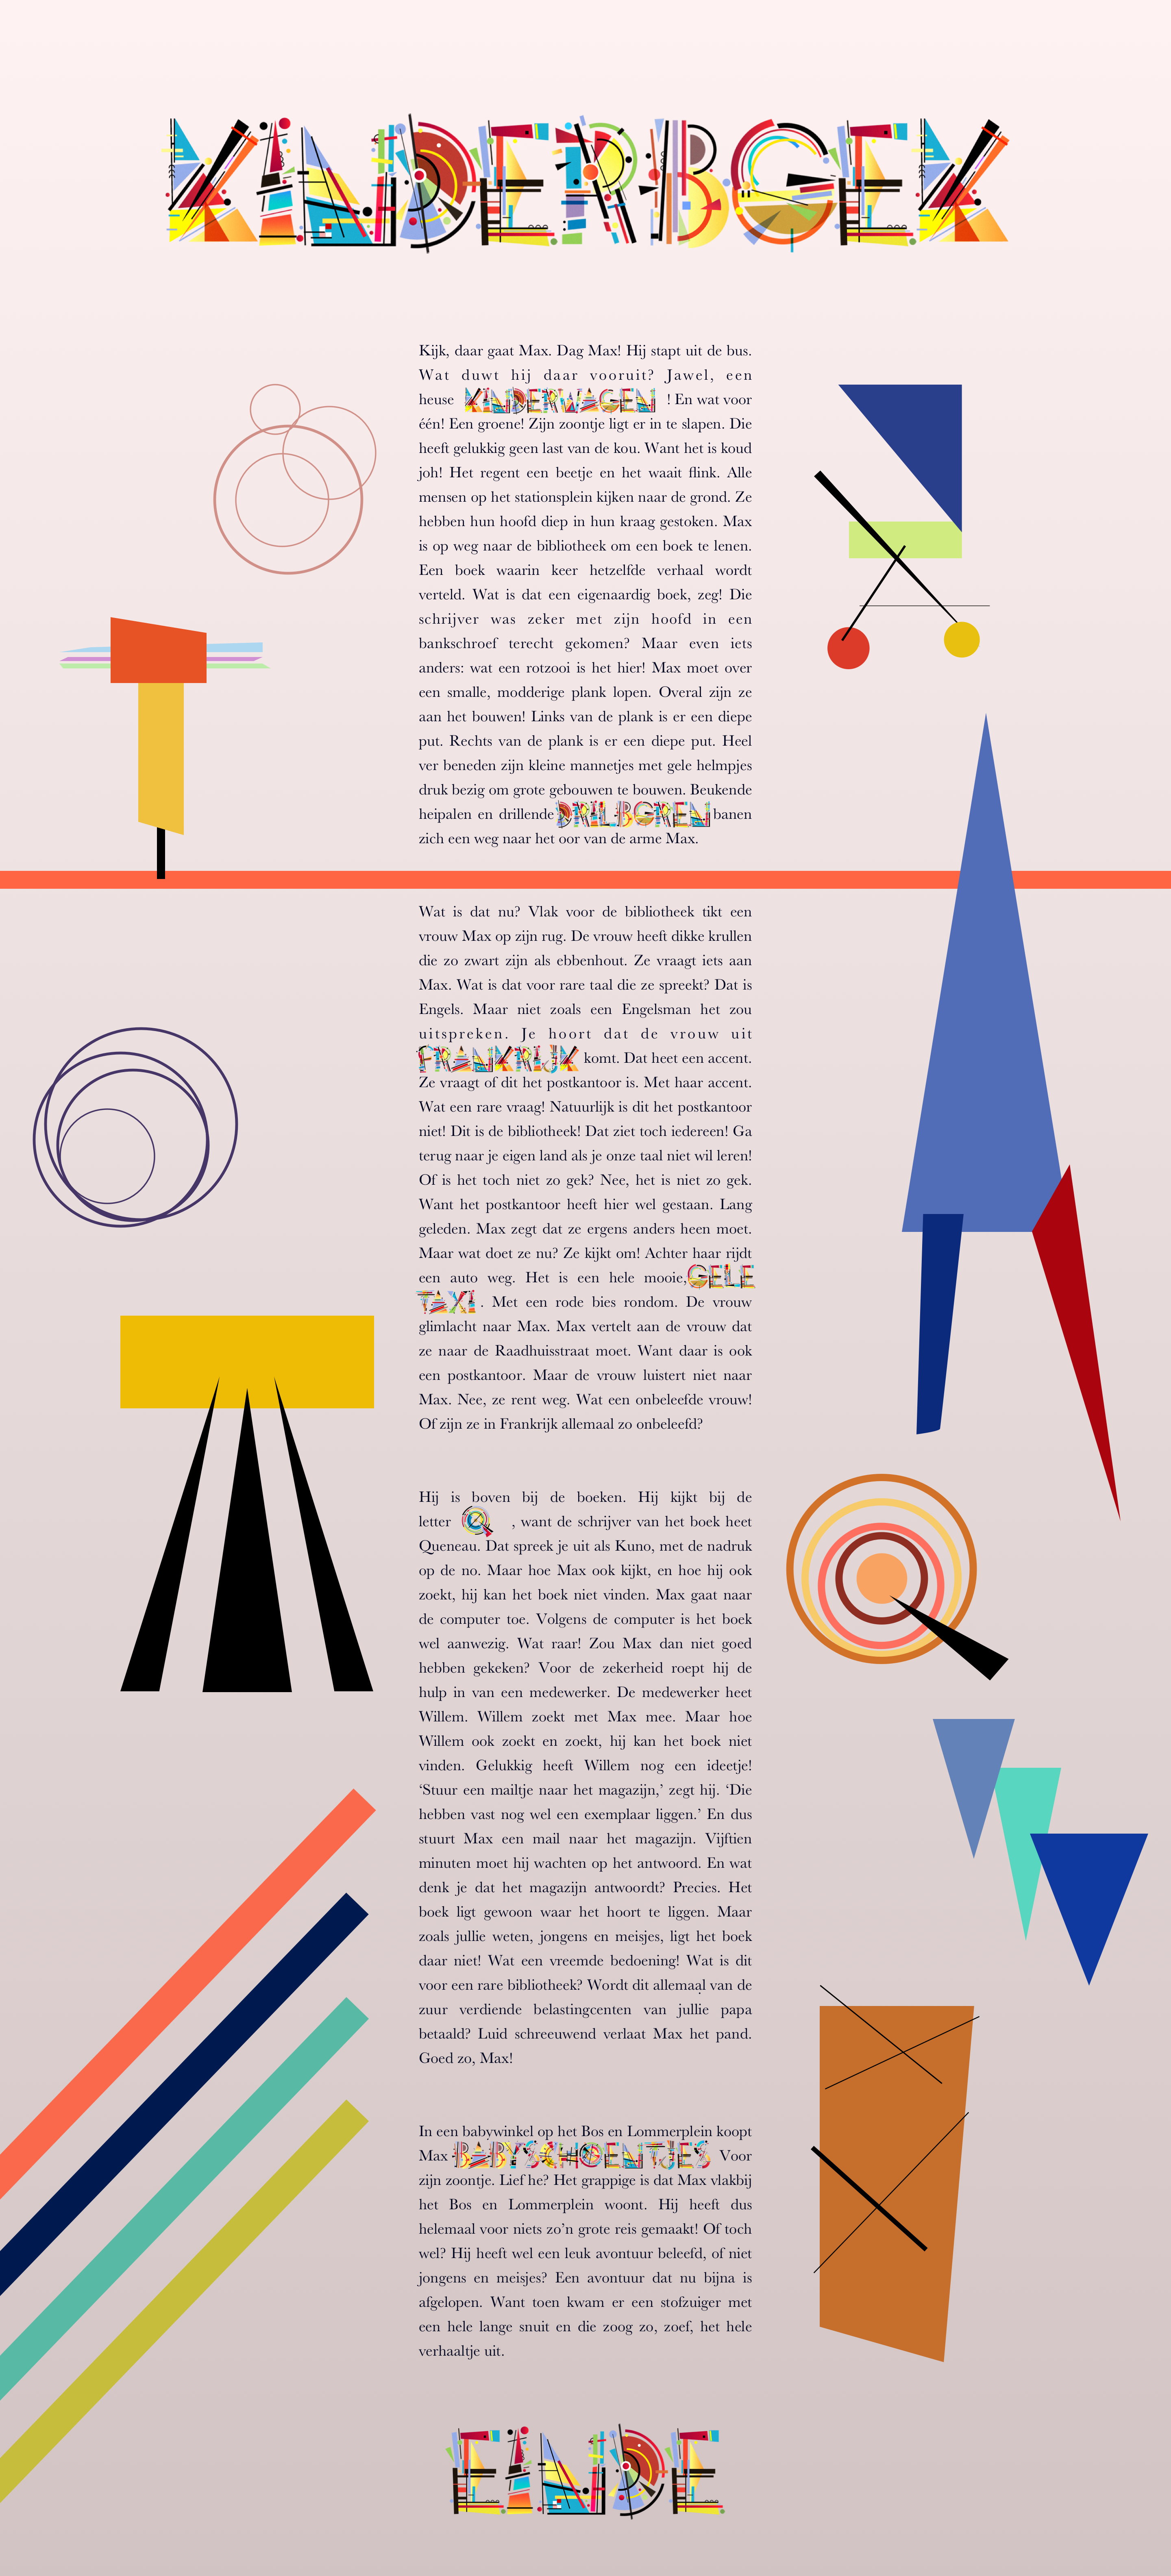 KINDERBOEK
Kijk, daar gaat Max. Dag Max! Hij stapt uit de bus.
Wat duwt hij daar vooruit? Jawel, een
heuse KINDERWAGEN ! En wat voor
één! Een groene! Zijn zoontje ligt er in te slapen. Die
heeft gelukkig geen last van de kou. Want het is koud
joh! Het regent een beetje en het waait flink. Alle
mensen op het stationsplein kijken naar de grond. Ze
hebben hun hoofd diep in hun kraag gestoken. Max
is op weg naar de bibliotheek om een boek te lenen.
Een boek waarin keer hetzelfde verhaal wordt
verteld. Wat is dat een eigenaardig boek, zeg! Die
schrijver was zeker met zijn hoofd in een
bankschroef terecht gekomen? Maar even iets
anders: wat een rotzooi is het hier! Max moet over
een smalle, modderige plank lopen. Overal zijn ze
aan het bouwen! Links van de plank is er een diepe
put. Rechts van de plank is er een diepe put. Heel
ver beneden zijn kleine mannetjes met gele helmpjes
druk bezig om grote gebouwen te bouwen. Beukende
heipalen en drillende DRILBOREN banen
zich een weg naar het oor van de arme Max.
Wat is dat nu? Vlak voor de bibliotheek tikt een
vrouw Max op zijn rug. De vrouw heeft dikke krullen
die zo zwart zijn als ebbenhout. Ze vraagt iets aan
Max. Wat is dat voor rare taal die ze spreekt? Dat is
Engels. Maar niet zoals een Engelsman het zou
uitspreken. Je hoort dat de vrouw uit
FRANKRIJK komt. Dat heet een accent.
Ze vraagt of dit het postkantoor is. Met haar accent.
Wat een rare vraag! Natuurlijk is dit het postkantoor
niet! Dit is de bibliotheek! Dat ziet toch iedereen! Ga
terug naar je eigen land als je onze taal niet wil leren!
Of is het toch niet zo gek? Nee, het is niet zo gek.
Want het postkantoor heeft hier wel gestaan. Lang
geleden. Max zegt dat ze ergens anders heen moet.
Maar wat doet ze nu? Ze kijkt om! Achter haar rijdt
een auto weg. Het is een hele mooie, GELE
TAXI . Met een rode bies rondom. De vrouw
glimlacht naar Max. Max vertelt aan de vrouw dat
ze naar de Raadhuisstraat moet. Want daar is ook
een postkantoor. Maar de vrouw luistert niet naar
Max. Nee, ze rent weg. Wat een onbeleefde vrouw!
Of zijn ze in Frankrijk allemaal zo onbeleefd?
Hij is boven bij de boeken. Hij kijkt bij de
letter Q , want de schrijver van het boek heet
Queneau. Dat spreek je uit als Kuno, met de nadruk
op de no. Maar hoe Max ook kijkt, en hoe hij ook
zoekt, hij kan het boek niet vinden. Max gaat naar
de computer toe. Volgens de computer is het boek
wel aanwezig. Wat raar! Zou Max dan niet goed
hebben gekeken? Voor de zekerheid roept hij de
hulp in van een medewerker. De medewerker heet
Willem. Willem zoekt met Max mee. Maar hoe
Willem ook zoekt en zoekt, hij kan het boek niet
vinden. Gelukkig heeft Willem nog een ideetje!
‘Stuur een mailtje naar het magazijn,’ zegt hij. ‘Die
hebben vast nog wel een exemplaar liggen.’ En dus
stuurt Max een mail naar het magazijn. Vijftien
minuten moet hij wachten op het antwoord. En wat
denk je dat het magazijn antwoordt? Precies. Het
boek ligt gewoon waar het hoort te liggen. Maar
zoals jullie weten, jongens en meisjes, ligt het boek
daar niet! Wat een vreemde bedoening! Wat is dit
voor een rare bibliotheek? Wordt dit allemaal van de
zuur verdiende belastingcenten van jullie papa
betaald? Luid schreeuwend verlaat Max het pand.
Goed zo, Max!
In een babywinkel op het Bos en Lommerplein koopt
Max BABYSCHOENTJES Voor
zijn zoontje. Lief he? Het grappige is dat Max vlakbij
het Bos en Lommerplein woont. Hij heeft dus
helemaal voor niets zo’n grote reis gemaakt! Of toch
wel? Hij heeft wel een leuk avontuur beleefd, of niet
jongens en meisjes? Een avontuur dat nu bijna is
afgelopen. Want toen kwam er een stofzuiger met
een hele lange snuit en die zoog zo, zoef, het hele
verhaaltje uit.
EINDE